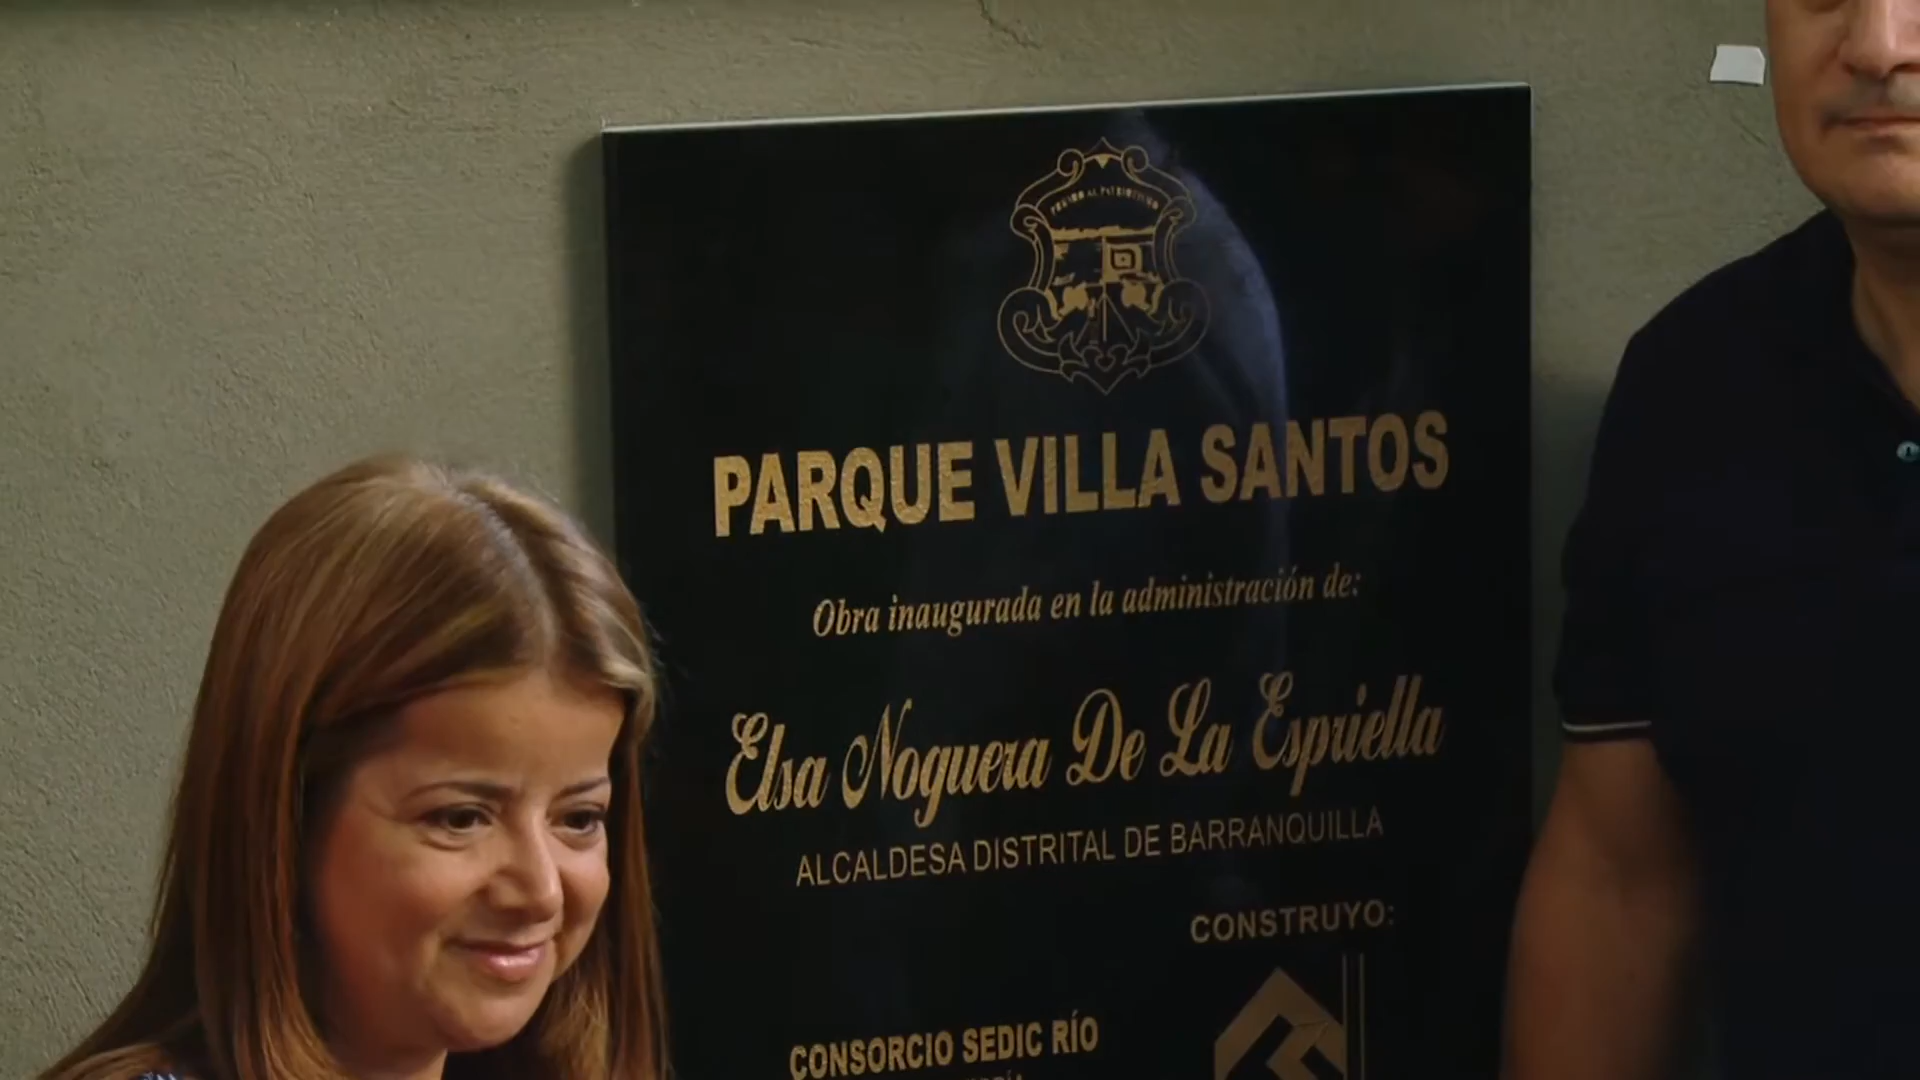 PARQUE VILLA SANTOS
Obra inaugurada en la administración de:
Elsa Noguera De La Espriella
ALCALDESA DISTRITAL DE BARRANQUILLA
CONSTRUYO:
CONSORCIO SEDIC RÍO